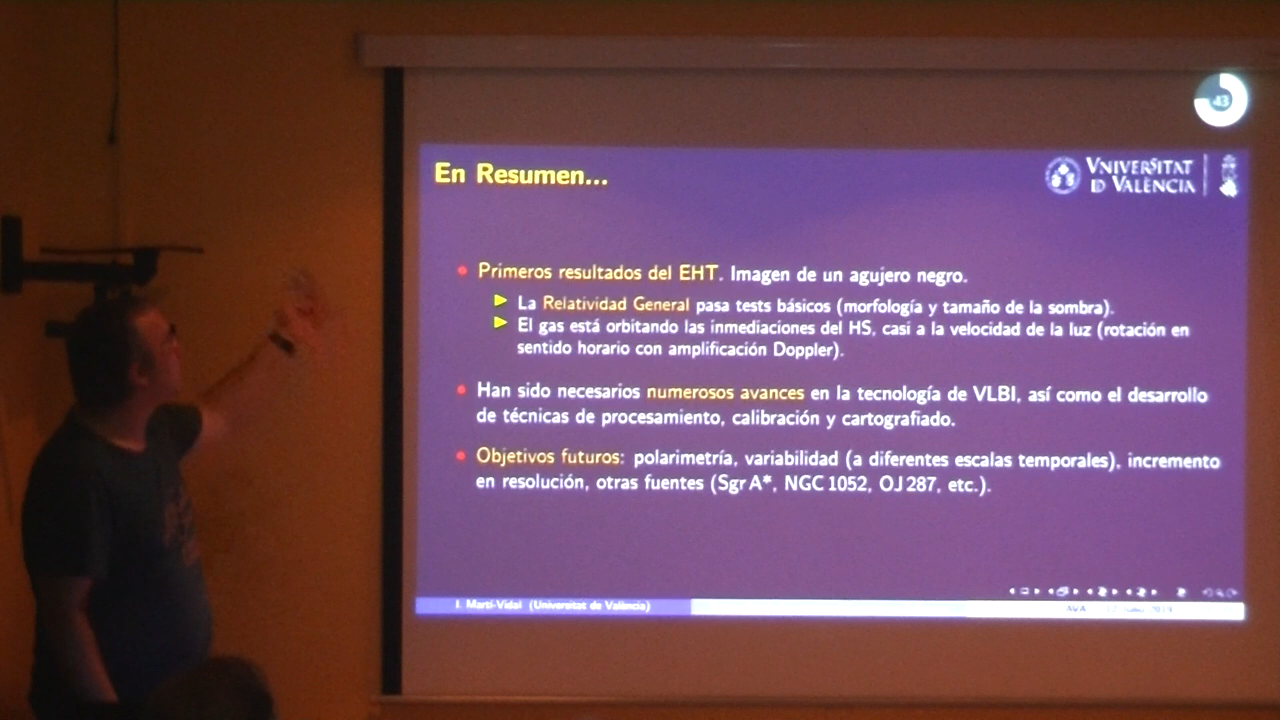 43
En Resumen...
VNIVERSITAT
D VALÈNCIA
Primeros resultados del EHT. Imagen de un agujero negro.
La Relatividad General pasa tests básicos (morfología y tamaño de la sombra).
El gas está orbitando las inmediaciones del HS, casi a la velocidad de la luz (rotación en
sentido horario con amplificación Doppler).
Han sido necesarios numerosos avances en la tecnología de VLBI, así como el desarrollo
de técnicas de procesamiento, calibración y cartografiado.
Objetivos futuros: polarimetría, variabilidad (a diferentes escalas temporales), incremento
en resolución, otras fuentes (Sgr A*, NGC 1052, OJ 287, etc.).
I. Martí-Vidal (Universitat de València)
AVA 2019